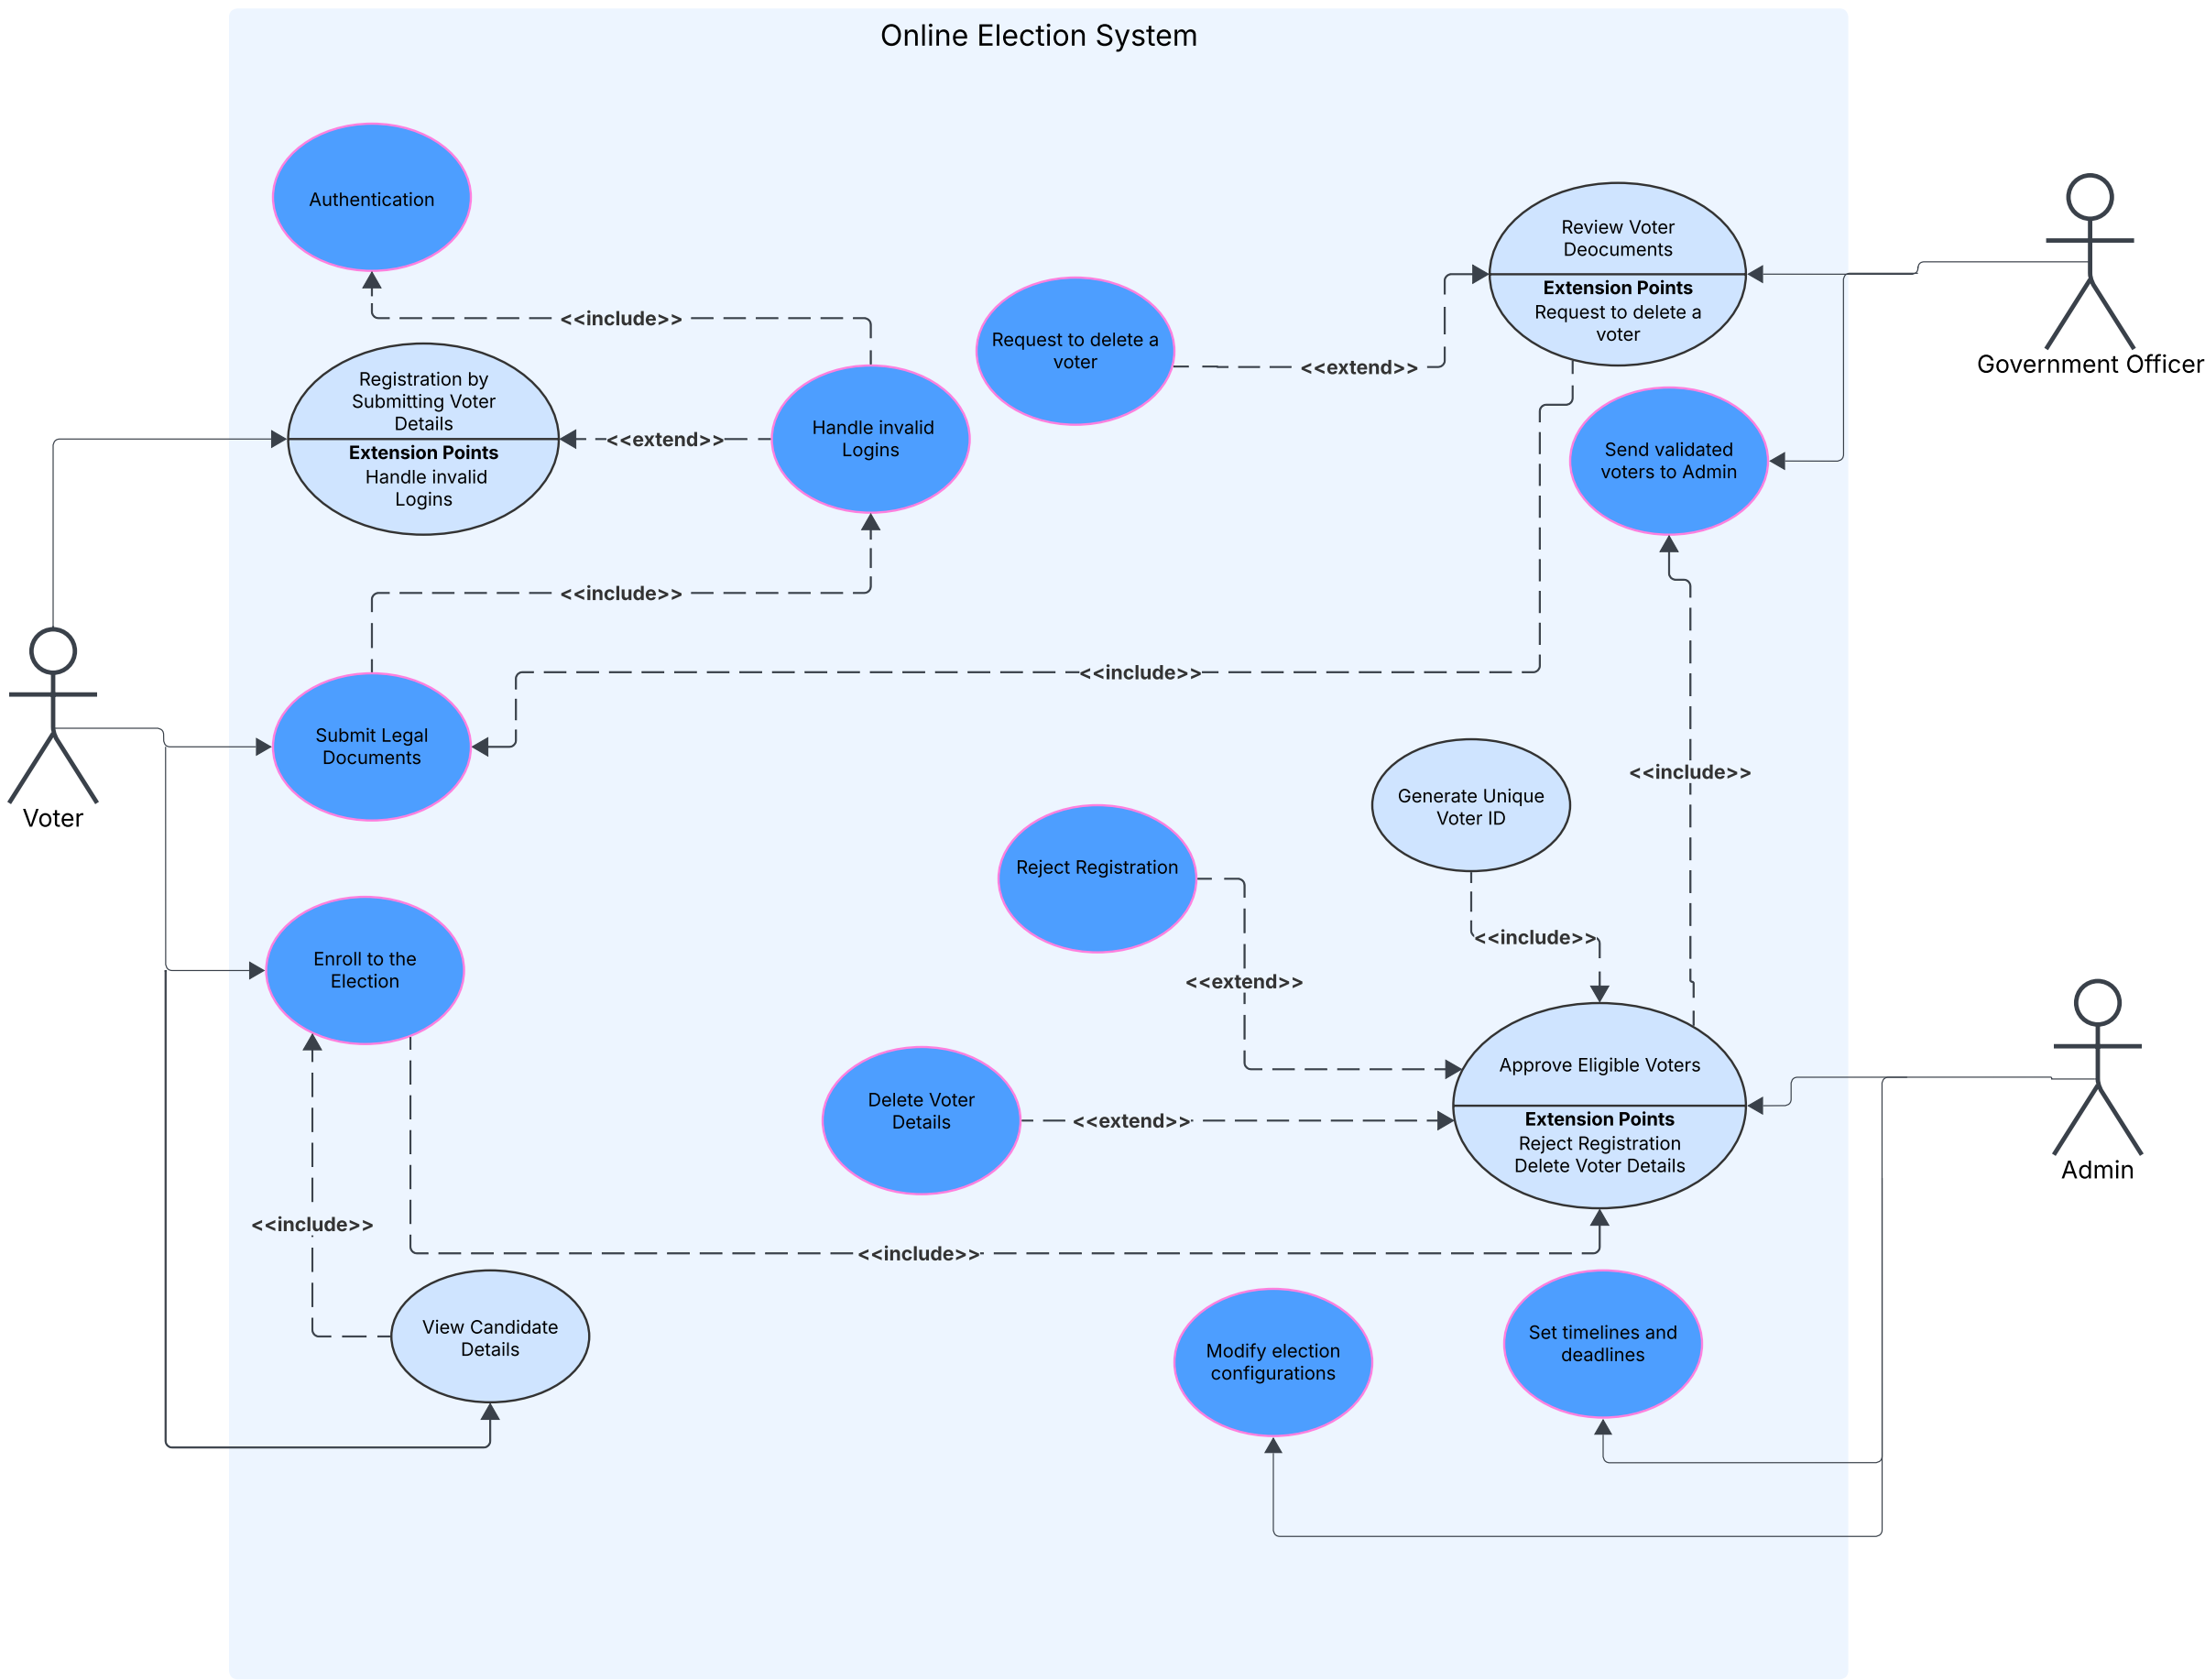 Online Election System
Authentication
<<include>>
Registration by
Submitting Voter
Details
Extension Points
Handle invalid
Logins
<<extend>>
Handle invalid
Logins
<<include>>
Request to delete a
voter
<<extend>>
Review Voter
Deocuments
Extension Points
Request to delete a
voter
Government Officer
Send validated
voters to Admin
<<include>>
Voter
Submit Legal
Documents
<<include>>
Generate Unique
Voter ID
<<include>>
Reject Registration
<<extend>>
Enroll to the
Election
Approve Eligible Voters
Extension Points
Reject Registration
Delete Voter Details
Admin
Delete Voter
Details
<<extend>>
<<include>>
<<include>>
View Candidate
Details
Modify election
configurations
Set timelines and
deadlines